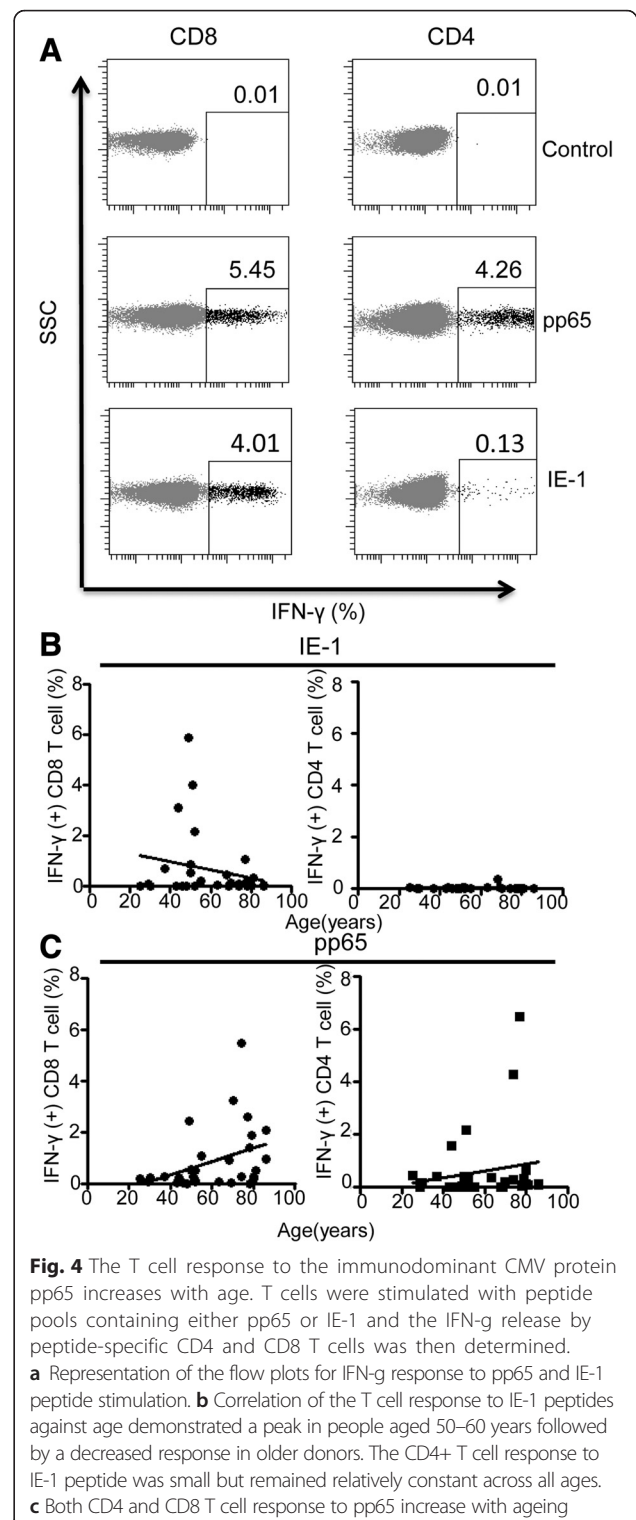 A
CD8
CD4
0.01
0.01
Control
5.45
4.26
pp65
4.01
0.13
IE-1
SSC
IFN-γ (%)
B
IE-1
IFN-γ (+) CD8 T cell (%)
8
6
4
2
0
0 20 40 60 80 100
IFN-γ (+) CD4 T cell (%)
8
6
4
2
0
0 20 40 60 80 100
Age(years)
C
pp65
IFN-γ (+) CD8 T cell (%)
8
6
4
2
0
0 20 40 60 80 100
IFN-γ (+) CD4 T cell (%)
8
6
4
2
0
0 20 40 60 80 100
Age(years)
Fig. 4 The T cell response to the immunodominant CMV protein
pp65 increases with age. T cells were stimulated with peptide
pools containing either pp65 or IE-1 and the IFN-g release by
peptide-specific CD4 and CD8 T cells was then determined.
a Representation of the flow plots for IFN-g response to pp65 and IE-1
peptide stimulation. b Correlation of the T cell response to IE-1 peptides
against age demonstrated a peak in people aged 50–60 years followed
by a decreased response in older donors. The CD4+ T cell response to
IE-1 peptide was small but remained relatively constant across all ages.
c Both CD4 and CD8 T cell response to pp65 increase with ageing